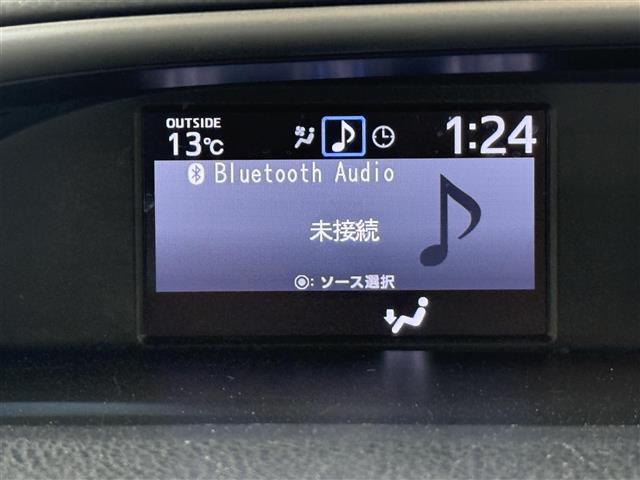 OUTSIDE
13℃
1:24
Bluetooth Audio
未接続
◉: ソース選択